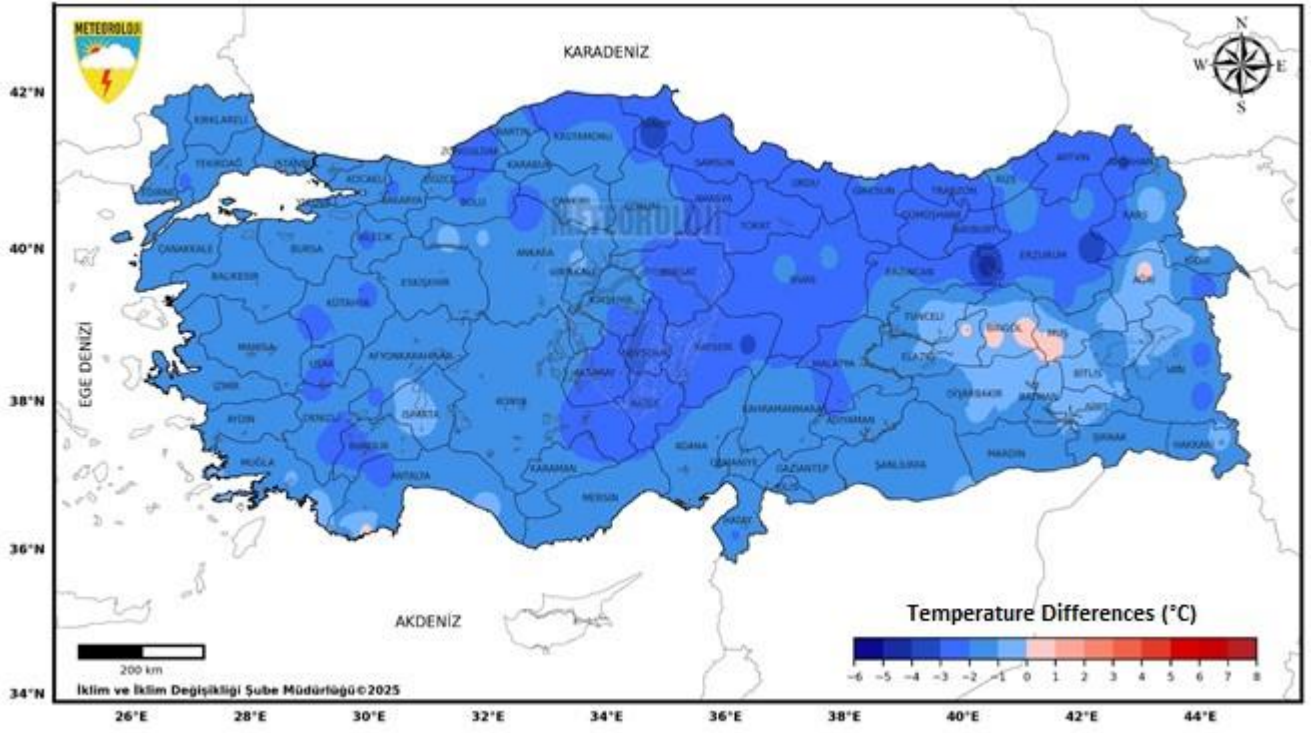 METEOROLOJI
KARADENİZ
N
W E
S
42°N
40°N
38°N
36°N
34°N
KIRKLARELİ
TEKİRDAĞ
İSTANBUL
EDİRNE
KOCAELİ
SAKARYA
DÜZCE
ZONGULDAK
BARTIN
KARABÜK
KASTAMONU
SAMSUN
ORDU
GİRESUN
TRABZON
RİZE
ARTVİN
ARDAHAN
KARS
BOLU
ÇANKIRI
ÇORUM
AMASYA
TOKAT
GÜMÜŞHANE
BAYBURT
METEOROLOJI
ÇANAKKALE
BURSA
BİLECİK
ANKARA
KIRIKKALE
YOZGAT
SİVAS
ERZİNCAN
ERZURUM
AĞRI
IĞDIR
BALIKESİR
KÜTAHYA
ESKİŞEHİR
KIRŞEHİR
TUNCELİ
BİNGÖL
MUŞ
MANİSA
UŞAK
AFYONKARAHİSAR
NEVŞEHİR
KAYSERİ
MALATYA
ELAZIĞ
BİTLİS
VAN
İZMİR
AKSARAY
DİYARBAKIR
BATMAN
SİİRT
AYDIN
DENİZLİ
ISPARTA
KONYA
NİĞDE
KAHRAMANMARAŞ
ADIYAMAN
MUĞLA
BURDUR
ANTALYA
KARAMAN
MERSİN
ADANA
OSMANİYE
GAZİANTEP
KİLİS
ŞANLIURFA
MARDİN
ŞIRNAK
HAKKARİ
HATAY
EGE DENİZİ
AKDENİZ
Temperature Differences (°C)
−6 −5 −4 −3 −2 −1 0 1 2 3 4 5 6 7 8
200 km
İklim ve İklim Değişikliği Şube Müdürlüğü©2025
26°E 28°E 30°E 32°E 34°E 36°E 38°E 40°E 42°E 44°E